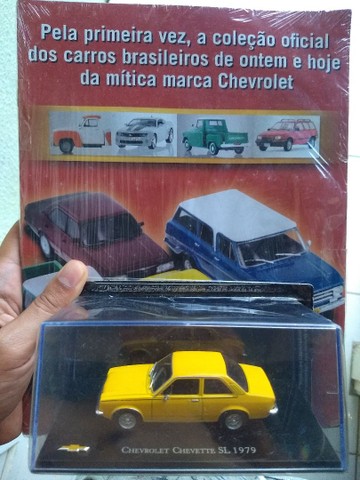 Pela primeira vez, a coleção oficial
dos carros brasileiros de ontem e hoje
da mítica marca Chevrolet
CHEVROLET CHEVETTE SL 1979